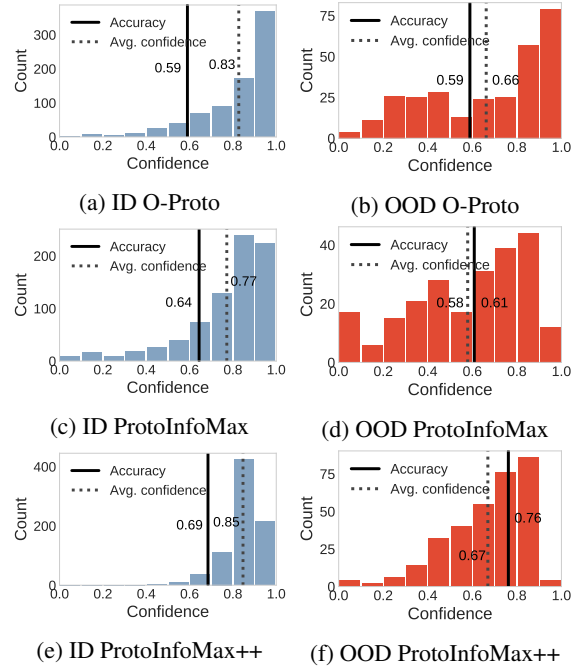 Accuracy
Avg. confidence
300
200
100
0
Count
0.59
0.83
0.0 0.2 0.4 0.6 0.8 1.0
Confidence
(a) ID O-Proto
Accuracy
Avg. confidence
75
50
25
0
Count
0.59
0.66
0.0 0.2 0.4 0.6 0.8 1.0
Confidence
(b) OOD O-Proto
Accuracy
Avg. confidence
200
100
0
Count
0.64
0.77
0.0 0.2 0.4 0.6 0.8 1.0
Confidence
(c) ID ProtoInfoMax
Accuracy
Avg. confidence
40
20
0
Count
0.58
0.61
0.0 0.2 0.4 0.6 0.8 1.0
Confidence
(d) OOD ProtoInfoMax
Accuracy
Avg. confidence
400
200
0
Count
0.69
0.85
0.0 0.2 0.4 0.6 0.8 1.0
Confidence
(e) ID ProtoInfoMax++
Accuracy
Avg. confidence
75
50
25
0
Count
0.67
0.76
0.0 0.2 0.4 0.6 0.8 1.0
Confidence
(f) OOD ProtoInfoMax++